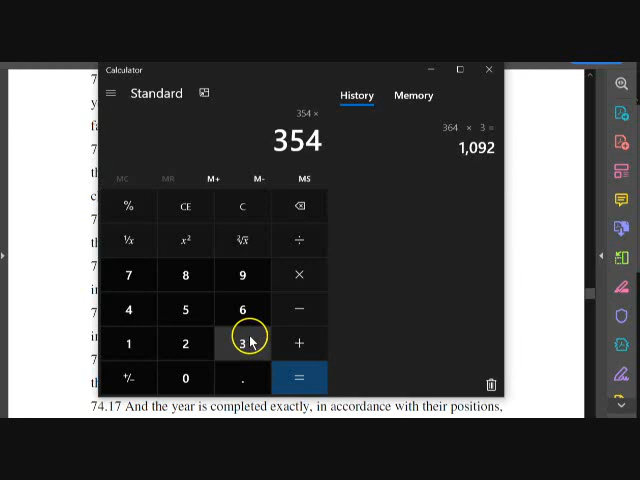 Calculator
Standard
History
Memory
354 ×
354
364 × 3 =
1,092
MC MR M+ M- MS
% CE C
¹/x x² ²√x ÷
7 8 9 ×
4 5 6 −
1 2 3 +
+/− 0 . =
74.17 And the year is completed exactly, in accordance with their positions,